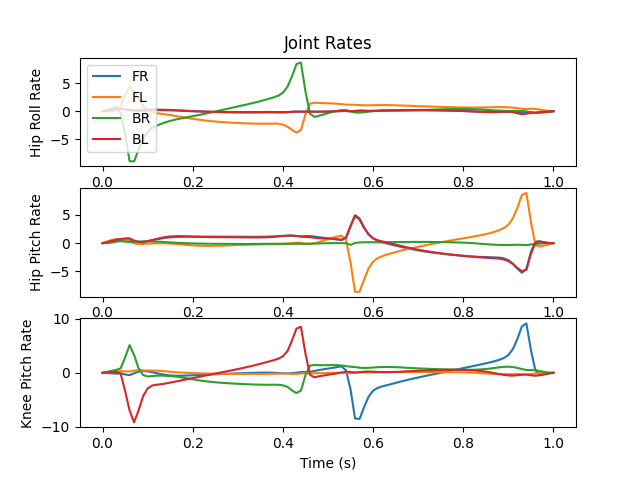 Joint Rates
Hip Roll Rate
5
0
−5
FR
FL
BR
BL
0.0 0.2 0.4 0.6 0.8 1.0
Hip Pitch Rate
5
0
−5
0.0 0.2 0.4 0.6 0.8 1.0
Knee Pitch Rate
10
0
−10
0.0 0.2 0.4 0.6 0.8 1.0
Time (s)